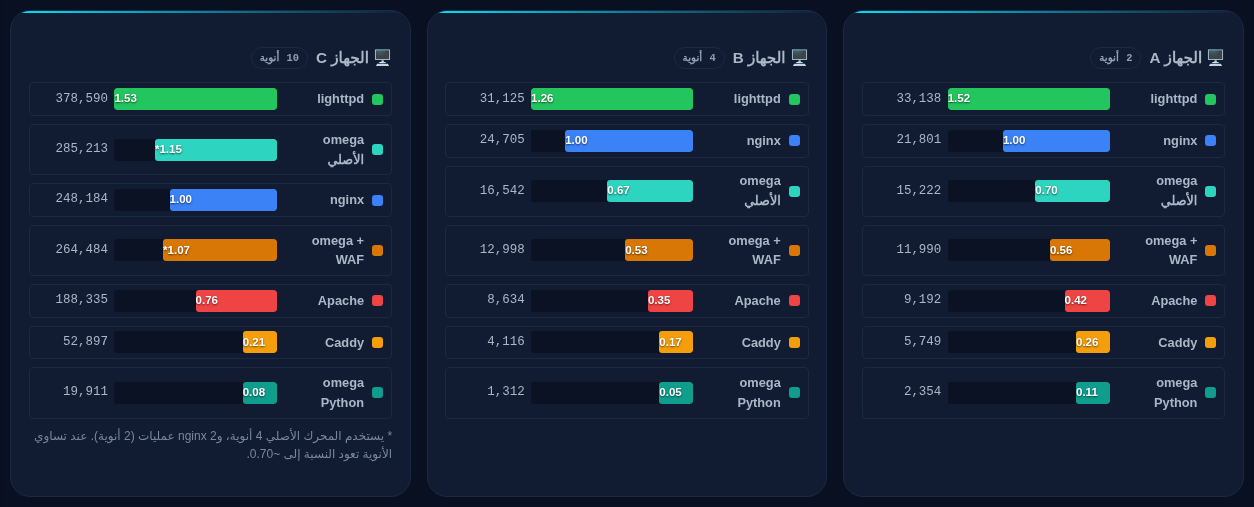 الجهاز A 2 أنوية
lighttpd 1.52 33,138
nginx 1.00 21,801
omega الأصلي 0.70 15,222
omega + WAF 0.56 11,990
Apache 0.42 9,192
Caddy 0.26 5,749
omega Python 0.11 2,354
الجهاز B 4 أنوية
lighttpd 1.26 31,125
nginx 1.00 24,705
omega الأصلي 0.67 16,542
omega + WAF 0.53 12,998
Apache 0.35 8,634
Caddy 0.17 4,116
omega Python 0.05 1,312
الجهاز C 10 أنوية
lighttpd 1.53 378,590
omega الأصلي 1.15* 285,213
nginx 1.00 248,184
omega + WAF 1.07* 264,484
Apache 0.76 188,335
Caddy 0.21 52,897
omega Python 0.08 19,911
* يستخدم المحرك الأصلي 4 أنوية، و2 nginx عمليات (2 أنوية). عند تساوي
الأنوية تعود النسبة إلى ~0.70.